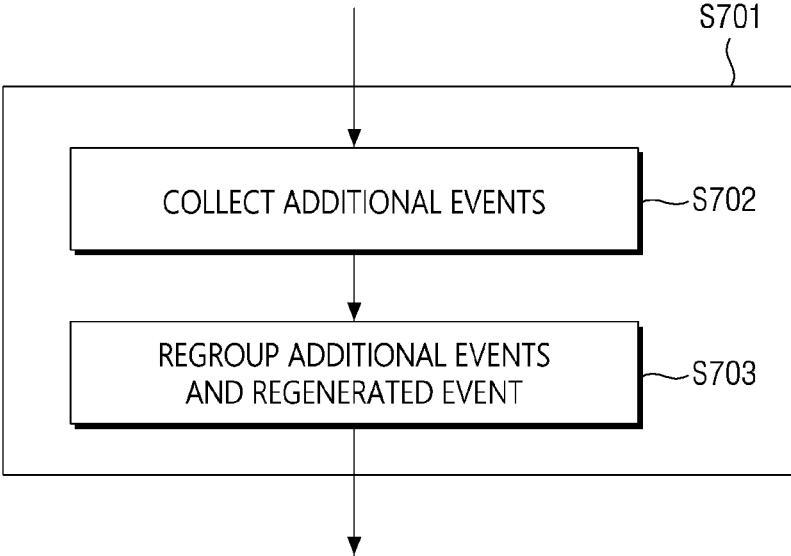 S701
COLLECT ADDITIONAL EVENTS
S702
REGROUP ADDITIONAL EVENTS
AND REGENERATED EVENT
S703